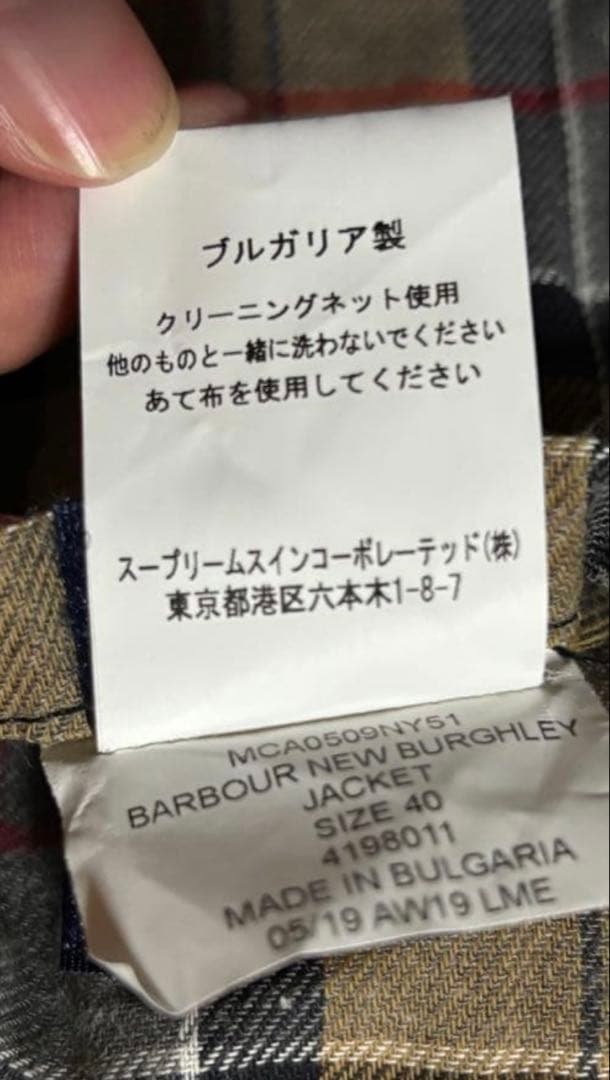 ブルガリア製
クリーニングネット使用
他のものと一緒に洗わないでください
あて布を使用してください
スープリームスインコーポレーテッド(株)
東京都港区六本木1-8-7
MCA0509NY51
BARBOUR NEW BURGHLEY
JACKET
SIZE 40
4198011
MADE IN BULGARIA
05/19 AW19 LME